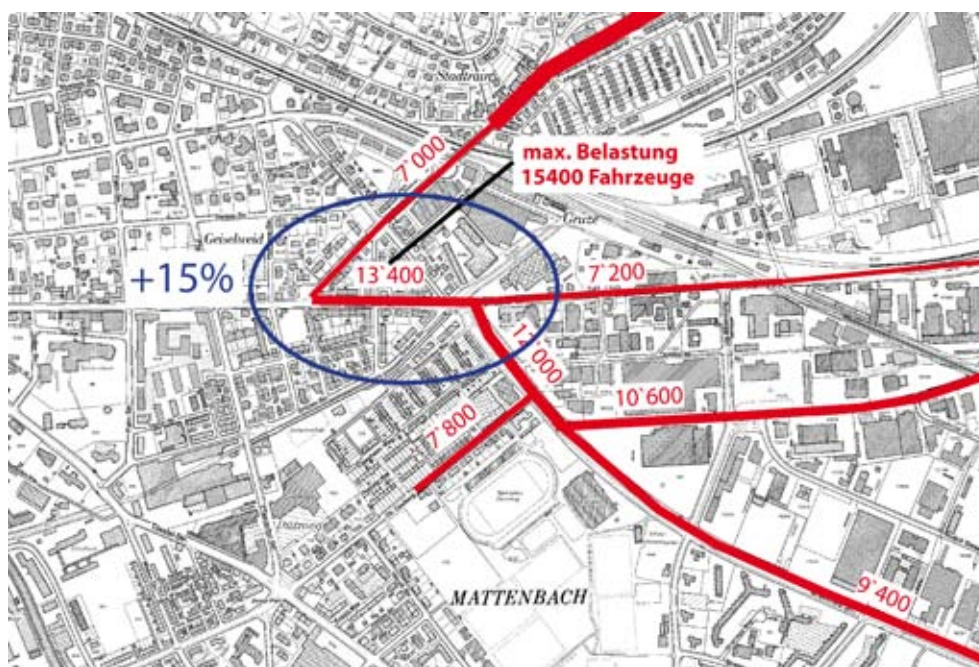 Stadtrain
7`000
max. Belastung
15400 Fahrzeuge
Geiselweid
Grüze
+15%
13`400
7`200
12`000
10`600
7`800
MATTENBACH
9`400